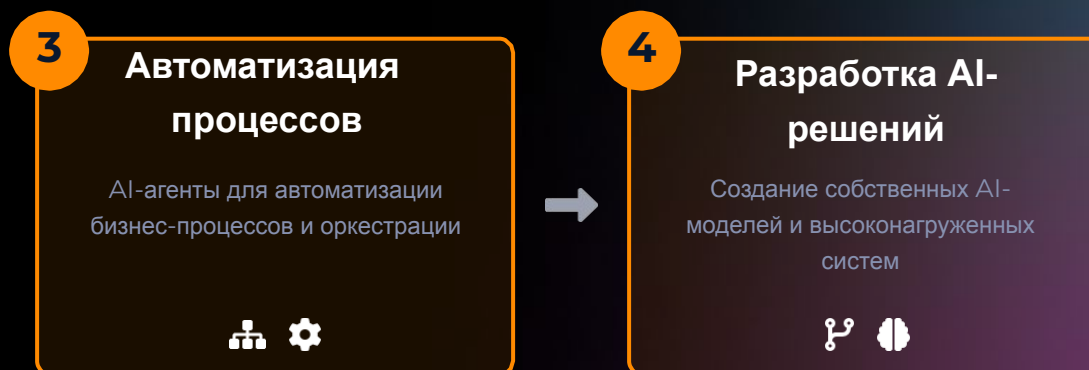 3
Автоматизация
процессов
AI-агенты для автоматизации
бизнес-процессов и оркестрации
4
Разработка AI-
решений
Создание собственных AI-
моделей и высоконагруженных
систем